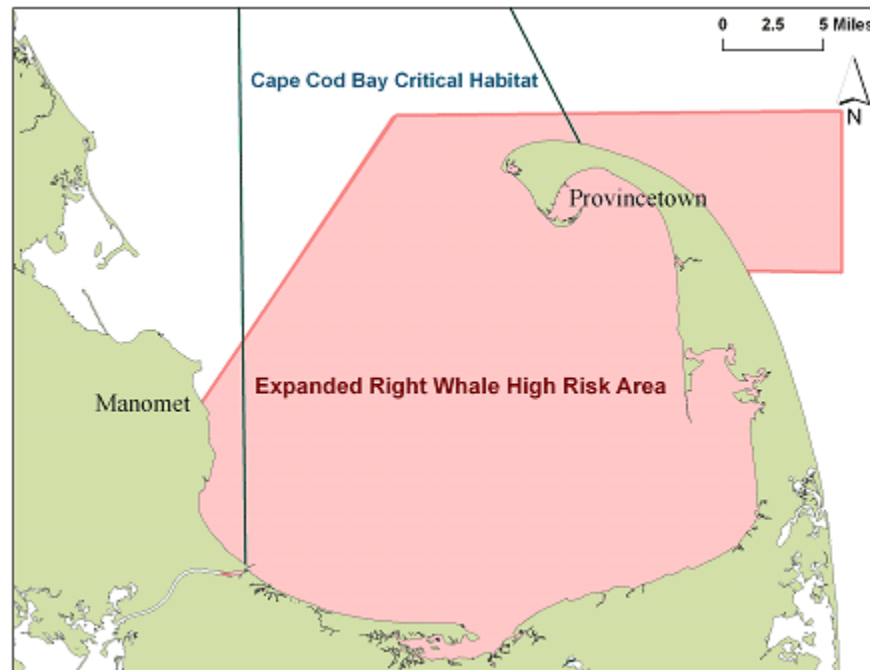 0 2.5 5 Miles
N
Cape Cod Bay Critical Habitat
Provincetown
Expanded Right Whale High Risk Area
Manomet